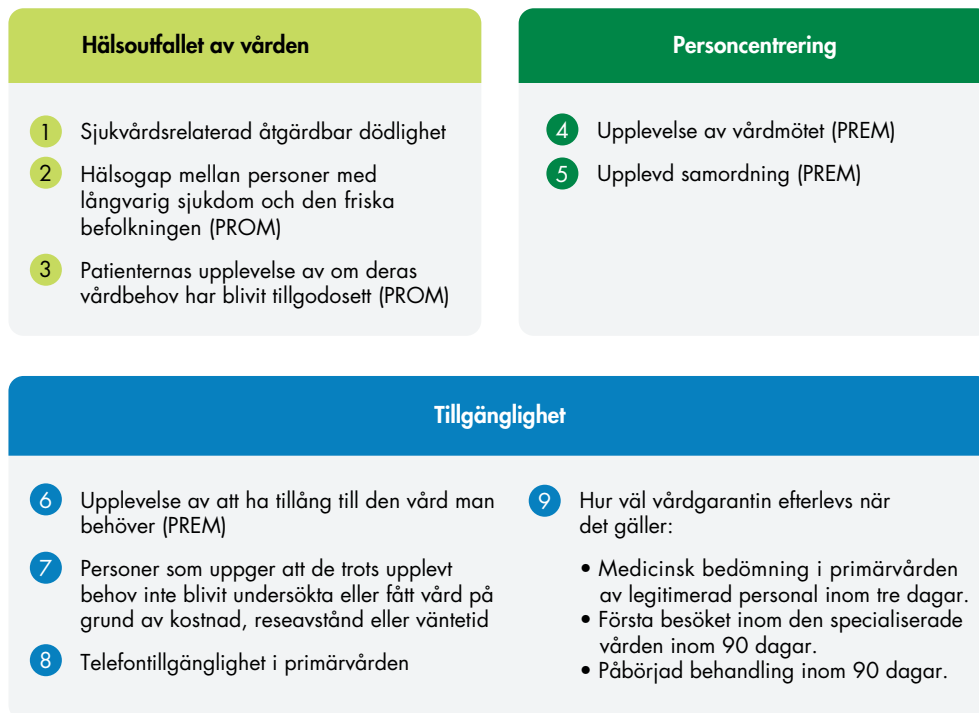 Hälsoutfallet av vården
1 Sjukvårdsrelaterad åtgärdbar dödlighet
2 Hälsogap mellan personer med
långvarig sjukdom och den friska
befolkningen (PROM)
3 Patienternas upplevelse av om deras
vårdbehov har blivit tillgodosett (PROM)
Personcentrering
4 Upplevelse av vårdmötet (PREM)
5 Upplevd samordning (PREM)
Tillgänglighet
6 Upplevelse av att ha tillång till den vård man
behöver (PREM)
7 Personer som uppger att de trots upplevt
behov inte blivit undersökta eller fått vård på
grund av kostnad, reseavstånd eller väntetid
8 Telefontillgänglighet i primärvården
9 Hur väl vårdgarantin efterlevs när
det gäller:
• Medicinsk bedömning i primärvården
av legitimerad personal inom tre dagar.
• Första besöket inom den specialiserade
vården inom 90 dagar.
• Påbörjad behandling inom 90 dagar.